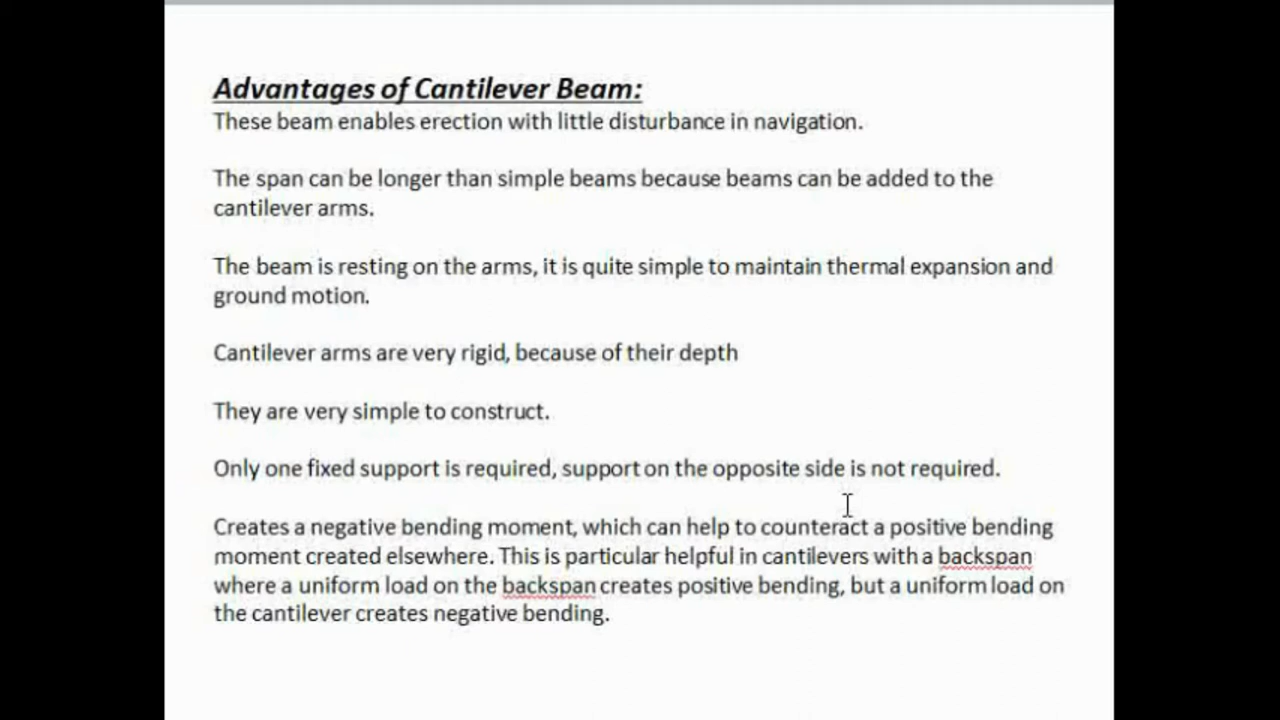 Advantages of Cantilever Beam:
These beam enables erection with little disturbance in navigation.
The span can be longer than simple beams because beams can be added to the
cantilever arms.
The beam is resting on the arms, it is quite simple to maintain thermal expansion and
ground motion.
Cantilever arms are very rigid, because of their depth
They are very simple to construct.
Only one fixed support is required, support on the opposite side is not required.
Creates a negative bending moment, which can help to counteract a positive bending
moment created elsewhere. This is particular helpful in cantilevers with a backspan
where a uniform load on the backspan creates positive bending, but a uniform load on
the cantilever creates negative bending.